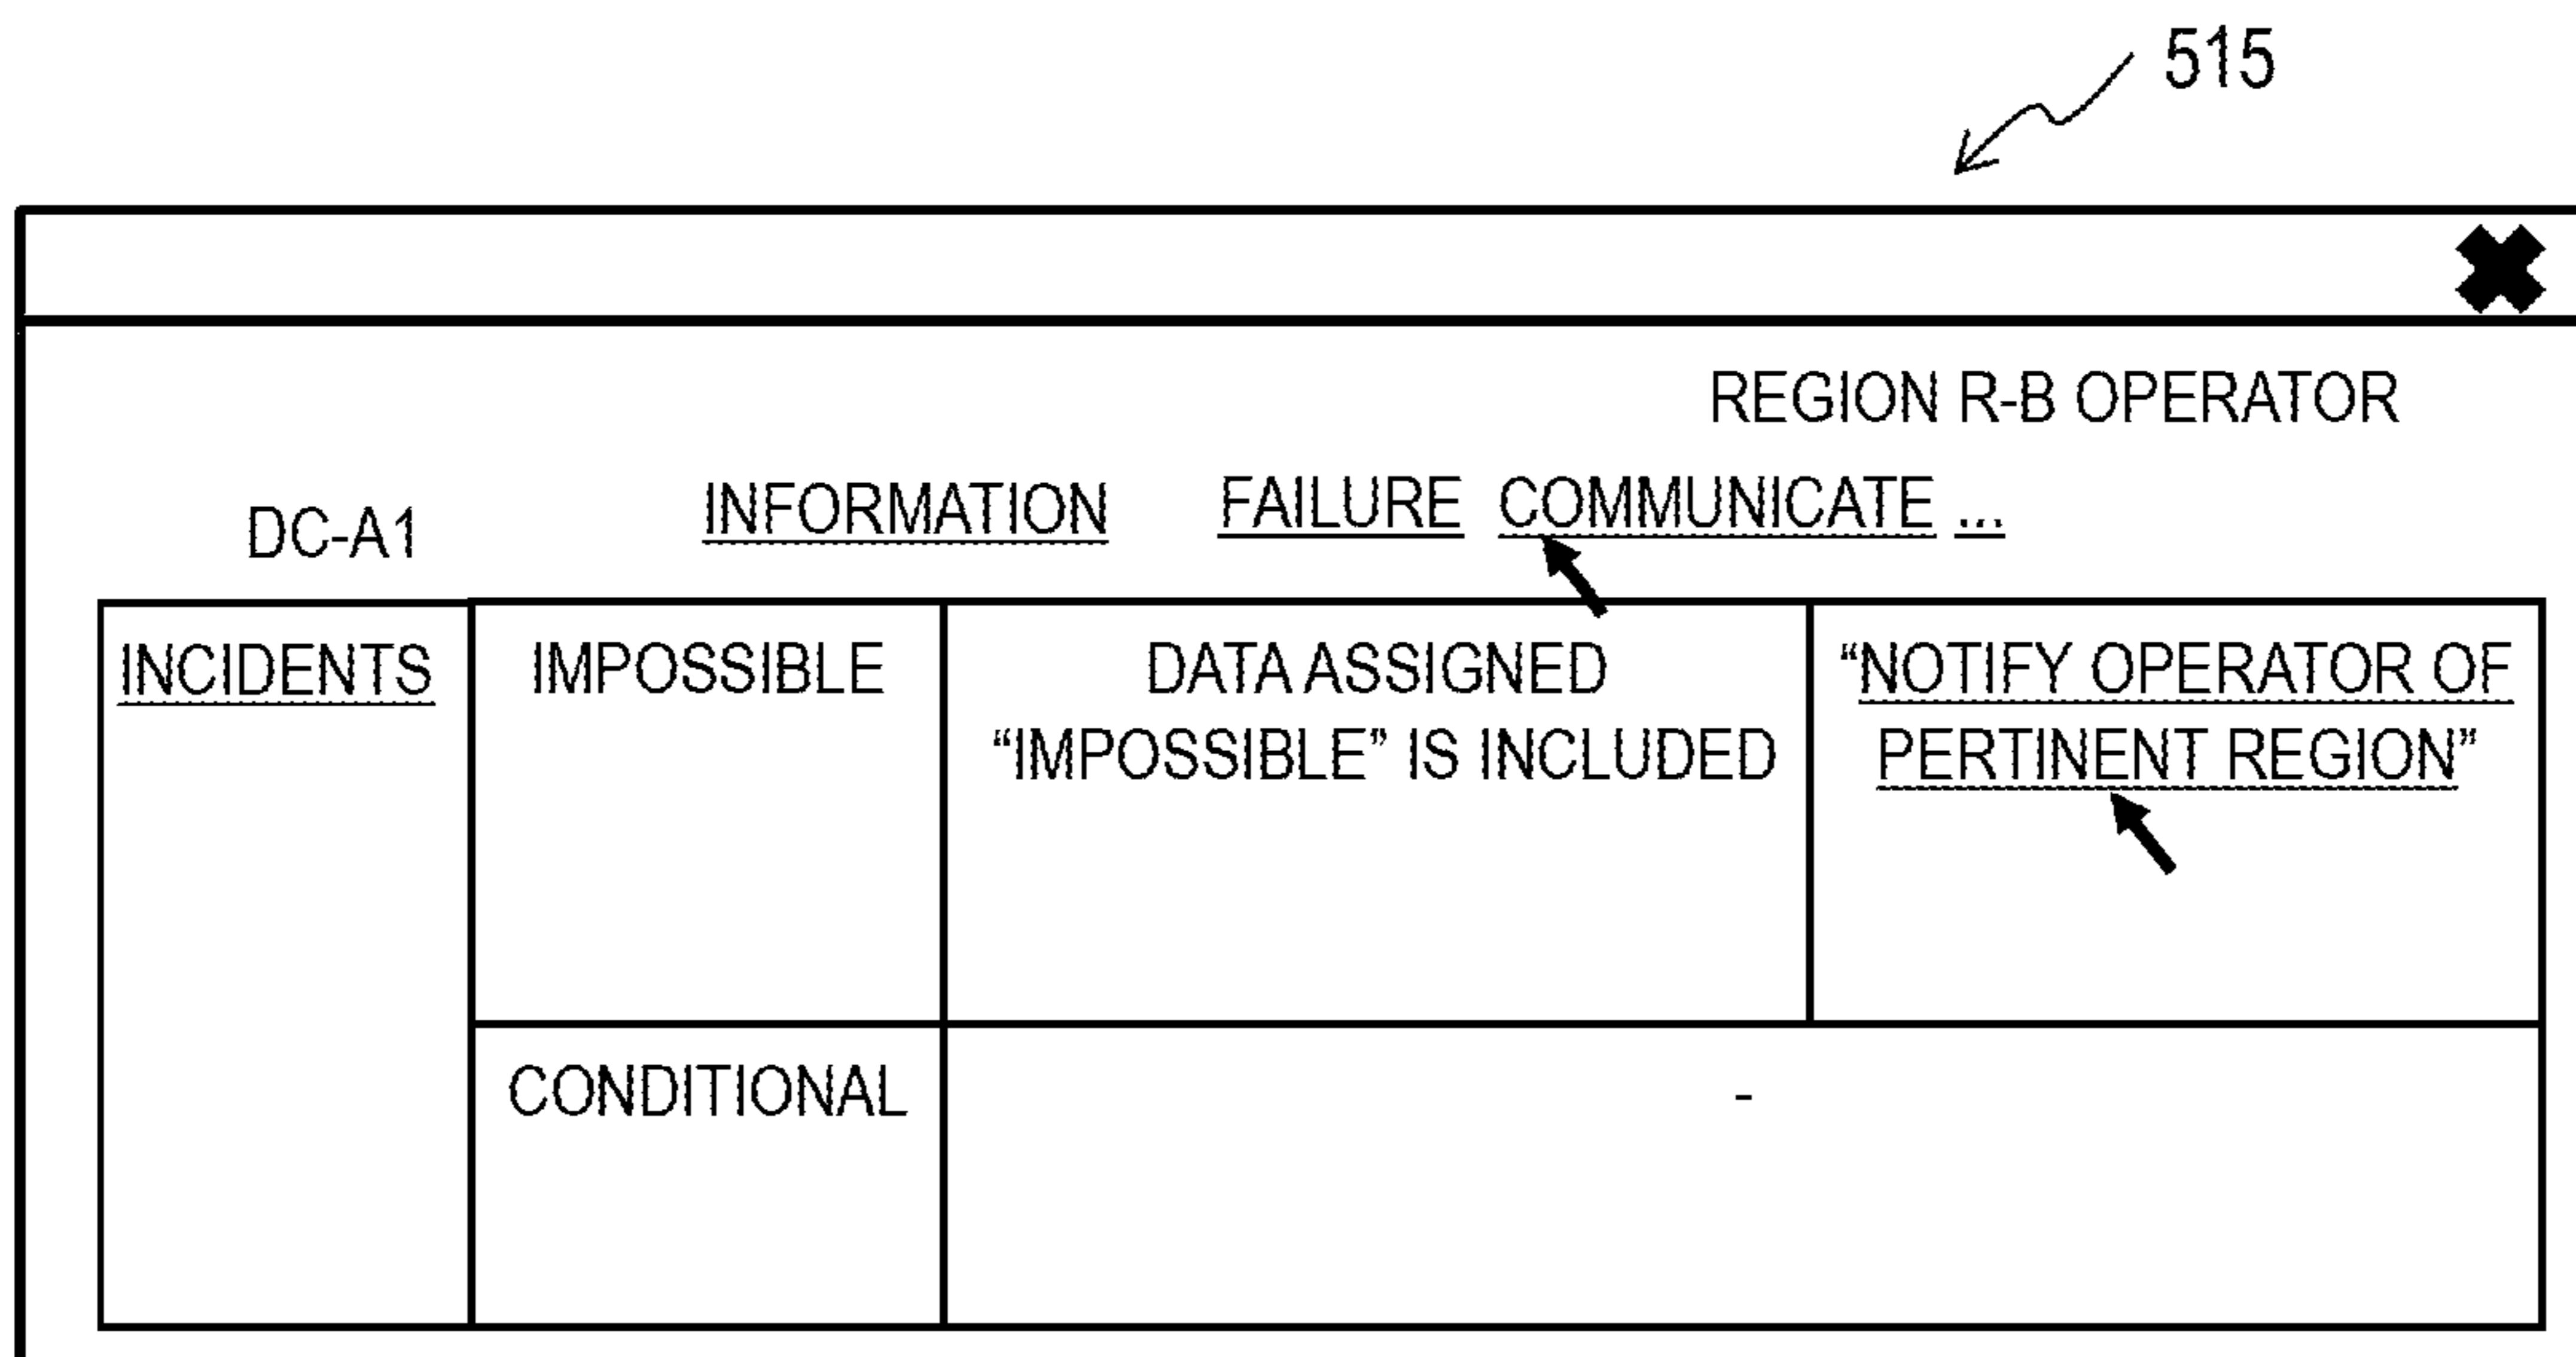 515
REGION R-B OPERATOR
DC-A1 INFORMATION FAILURE COMMUNICATE ...
INCIDENTS
IMPOSSIBLE
DATA ASSIGNED
“IMPOSSIBLE” IS INCLUDED
“NOTIFY OPERATOR OF
PERTINENT REGION”
CONDITIONAL
-